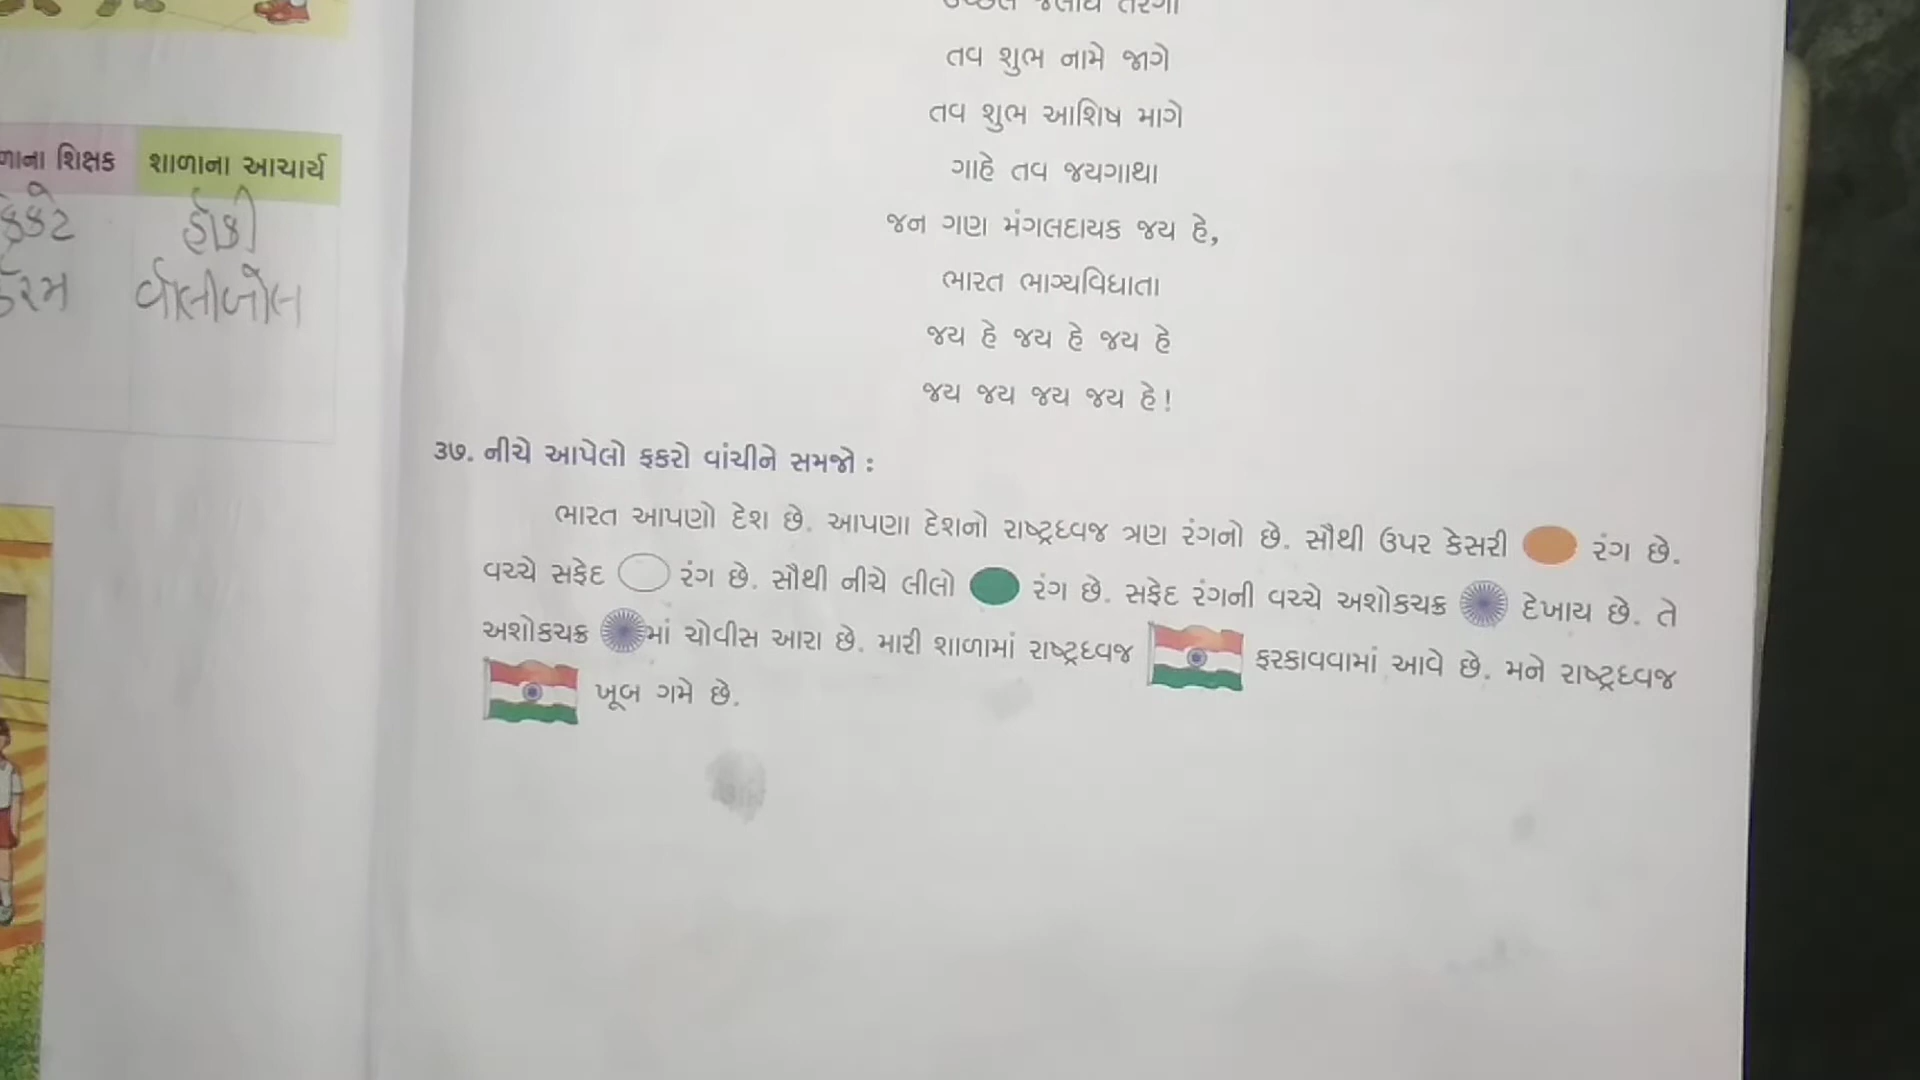 તવ શુભ નામે જાગે
તવ શુભ આશિષ માગે
ગાહે તવ જયગાથા
જન ગણ મંગલદાયક જય હે,
ભારત ભાગ્યવિધાતા
જય હે જય હે જય હે
જય જય જય જય હે!
૩૭. નીચે આપેલો ફકરો વાંચીને સમજો :
ભારત આપણો દેશ છે. આપણા દેશનો રાષ્ટ્રધ્વજ ત્રણ રંગનો છે. સૌથી ઉપર કેસરી રંગ છે.
વચ્ચે સફેદ રંગ છે. સૌથી નીચે લીલો રંગ છે. સફેદ રંગની વચ્ચે અશોકચક્ર દેખાય છે. તે
અશોકચક્ર માં ચોવીસ આરા છે. મારી શાળામાં રાષ્ટ્રધ્વજ ફરકાવવામાં આવે છે. મને રાષ્ટ્રધ્વજ
ખૂબ ગમે છે.
શિક્ષક શાળાના આચાર્ય
હૉકી
વૉલીબોલ